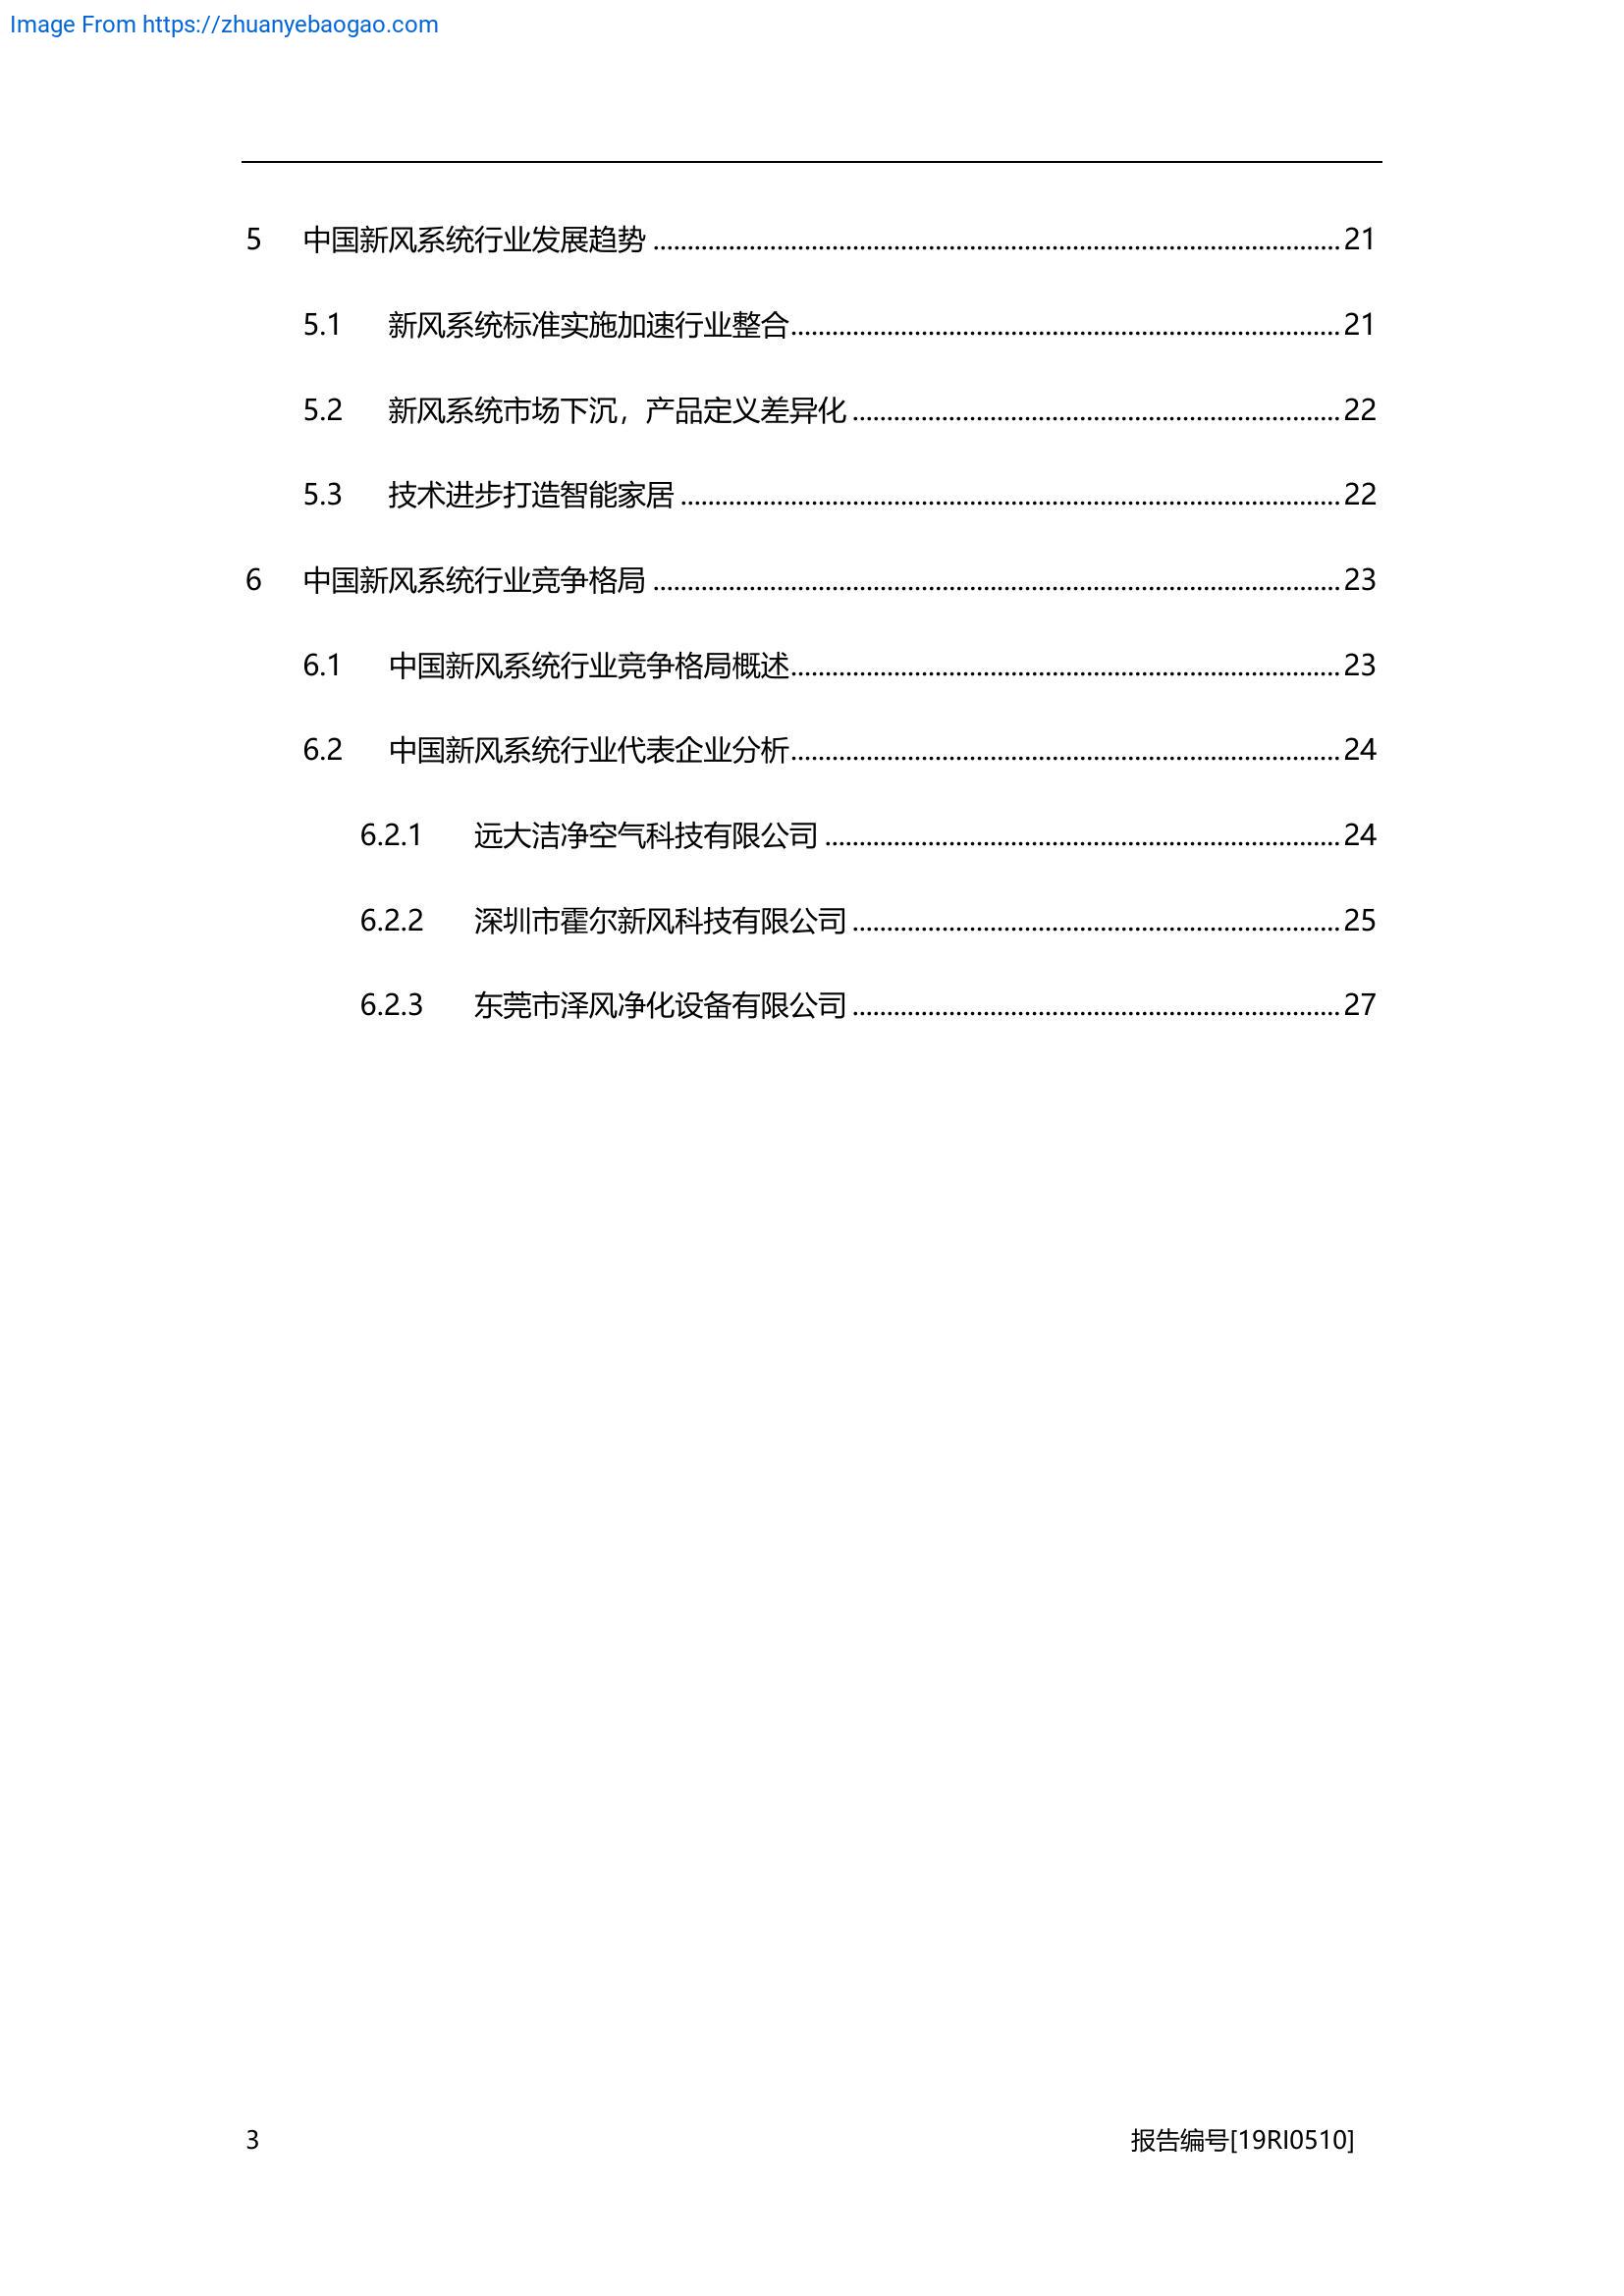 Image From https://zhuanyebaogao.com
5 中国新风系统行业发展趋势 ........ 21
5.1 新风系统标准实施加速行业整合 ........ 21
5.2 新风系统市场下沉，产品定义差异化 ........ 22
5.3 技术进步打造智能家居 ........ 22
6 中国新风系统行业竞争格局 ........ 23
6.1 中国新风系统行业竞争格局概述 ........ 23
6.2 中国新风系统行业代表企业分析 ........ 24
6.2.1 远大洁净空气科技有限公司 ........ 24
6.2.2 深圳市霍尔新风科技有限公司 ........ 25
6.2.3 东莞市泽风净化设备有限公司 ........ 27
3 报告编号[19RI0510]